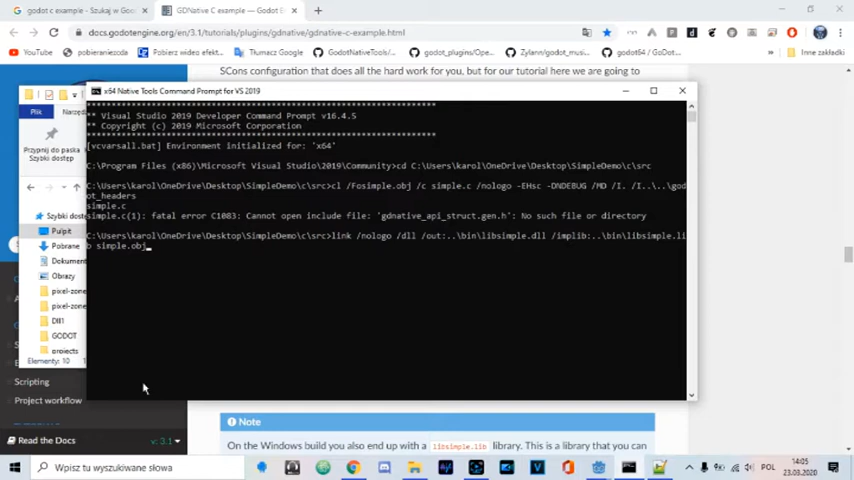 godot c example - Szukaj w Goog
GDNative C example — Godot E
docs.godotengine.org/en/3.1/tutorials/plugins/gdnative/gdnative-c-example.html
YouTube
pobieraniezoda
Pobierz wideo efekt...
Tłumacz Google
GodotNativeTools/...
godot_plugins/Ope...
Zylann/godot_musi...
godot64 / GoDot...
Inne zakładki
SCons configuration that does all the hard work for you, but for our tutorial here we are going to
x64 Native Tools Command Prompt for VS 2019
**********************************************************************
** Visual Studio 2019 Developer Command Prompt v16.4.5
** Copyright (c) 2019 Microsoft Corporation
**********************************************************************
[vcvarsall.bat] Environment initialized for: 'x64'
C:\Program Files (x86)\Microsoft Visual Studio\2019\Community>cd C:\Users\karol\OneDrive\Desktop\SimpleDemo\c\src
C:\Users\karol\OneDrive\Desktop\SimpleDemo\c\src>cl /Fosimple.obj /c simple.c /nologo -EHsc -DNDEBUG /MD /I. /I..\..\god
ot_headers
simple.c
simple.c(1): fatal error C1083: Cannot open include file: 'gdnative_api_struct.gen.h': No such file or directory
C:\Users\karol\OneDrive\Desktop\SimpleDemo\c\src>link /nologo /dll /out:..\bin\libsimple.dll /implib:..\bin\libsimple.li
b simple.obj
Plik
Narzęd
Przypnij do paska
Szybki dostęp
Szybki dos
Pulpit
Pobrane
Dokument
Obrazy
pixel-zone
pixel-zone
Dll1
GODOT
projects
Elementy: 10
Scripting
Project workflow
Read the Docs
v: 3.1
Note
On the Windows build you also end up with a libsimple.lib library. This is a library that you can
Wpisz tu wyszukiwane słowa
POL
14:05
23.03.2020